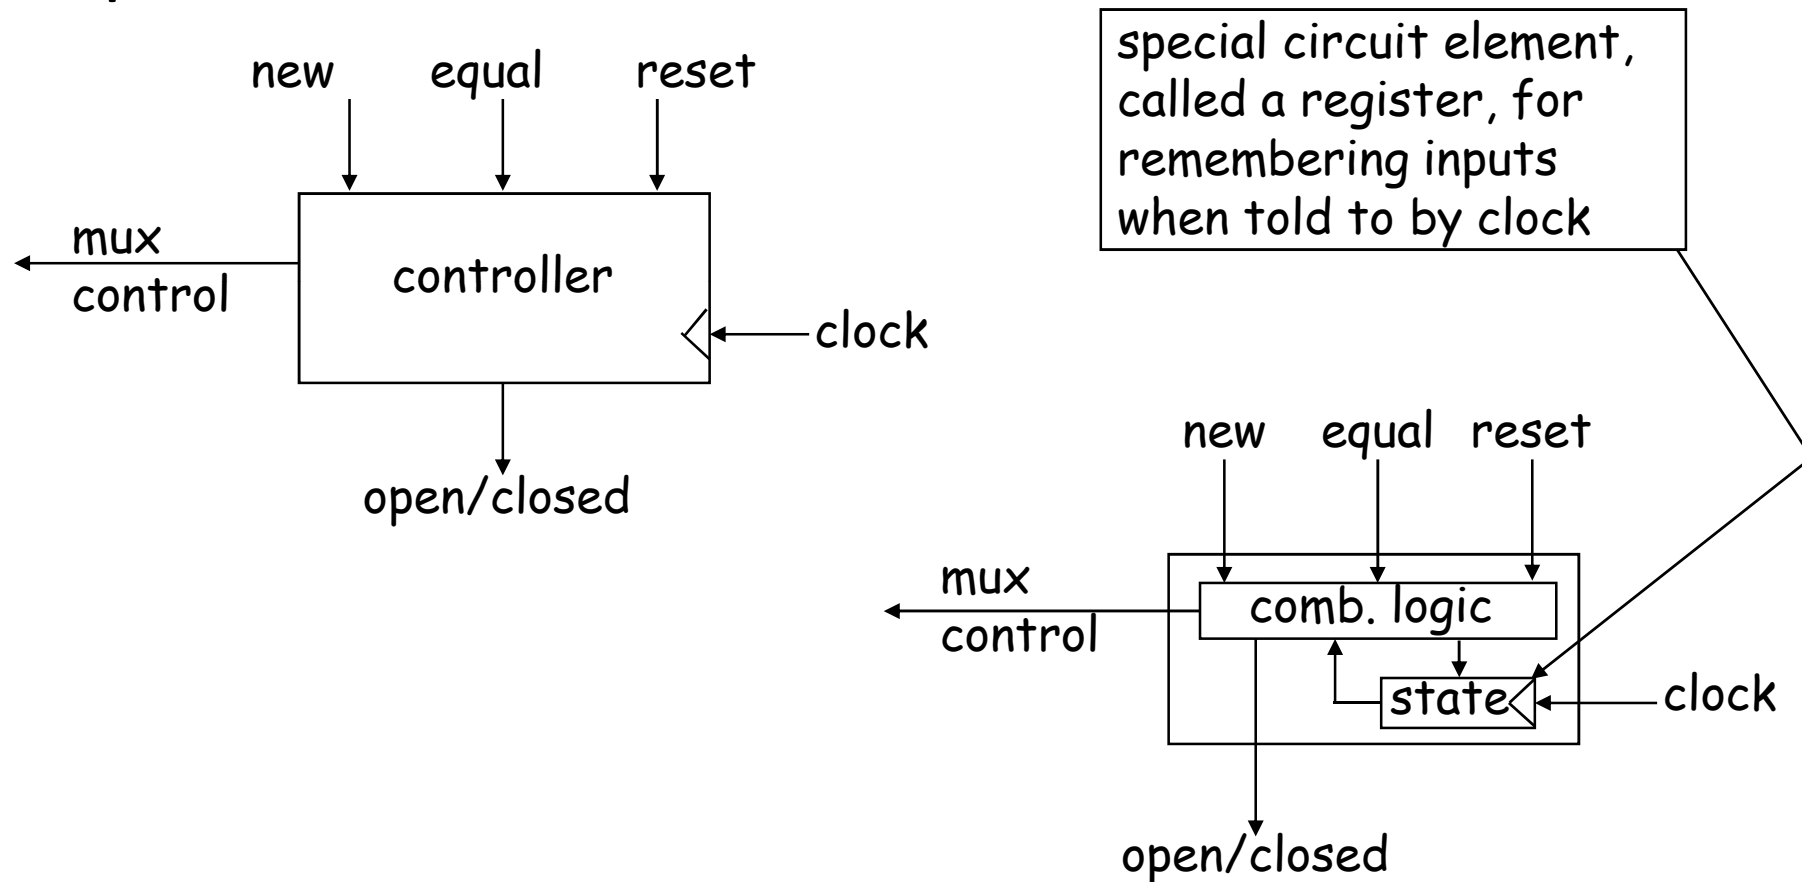 new equal reset
mux
control
controller
clock
open/closed
special circuit element,
called a register, for
remembering inputs
when told to by clock
new equal reset
mux
control
comb. logic
state
clock
open/closed